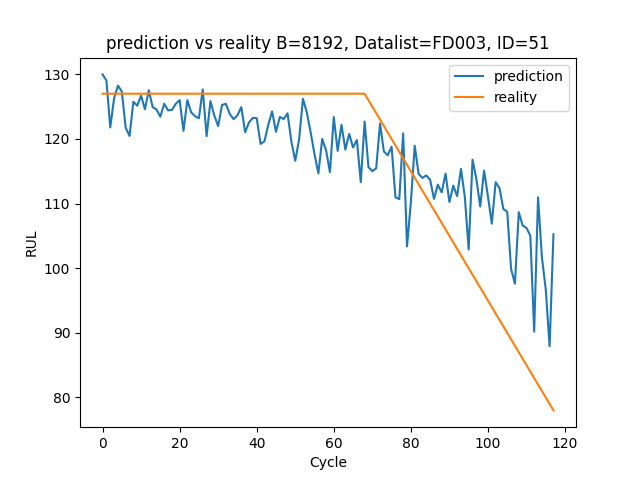 prediction vs reality B=8192, Datalist=FD003, ID=51
prediction
reality
130
120
110
100
90
80
RUL
0 20 40 60 80 100 120
Cycle